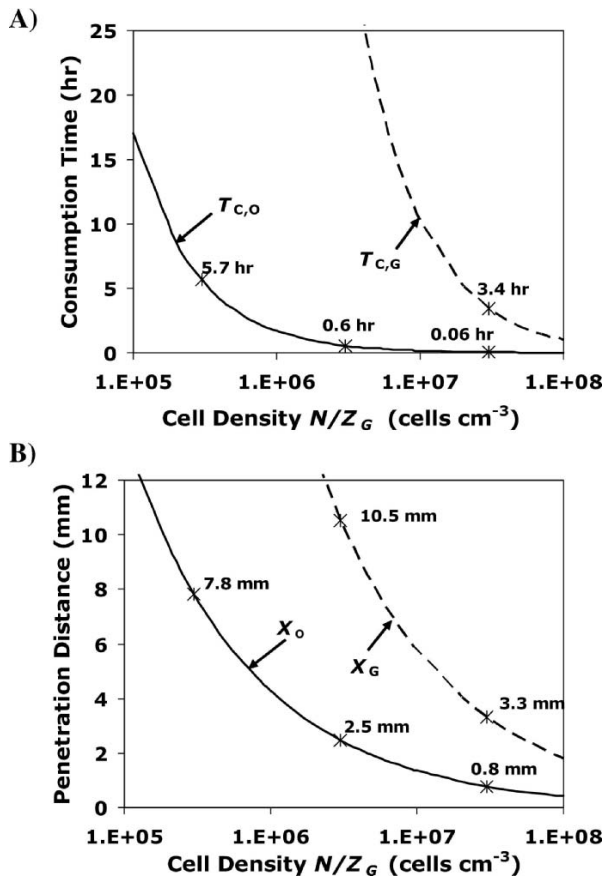 A)
25
20
15
10
5
0
Consumption Time (hr)
T_C,O
5.7 hr
0.6 hr
T_C,G
3.4 hr
0.06 hr
1.E+05 1.E+06 1.E+07 1.E+08
Cell Density N/Z_G (cells cm⁻³)
B)
12
10
8
6
4
2
0
Penetration Distance (mm)
10.5 mm
7.8 mm
X_O
X_G
2.5 mm
3.3 mm
0.8 mm
1.E+05 1.E+06 1.E+07 1.E+08
Cell Density N/Z_G (cells cm⁻³)